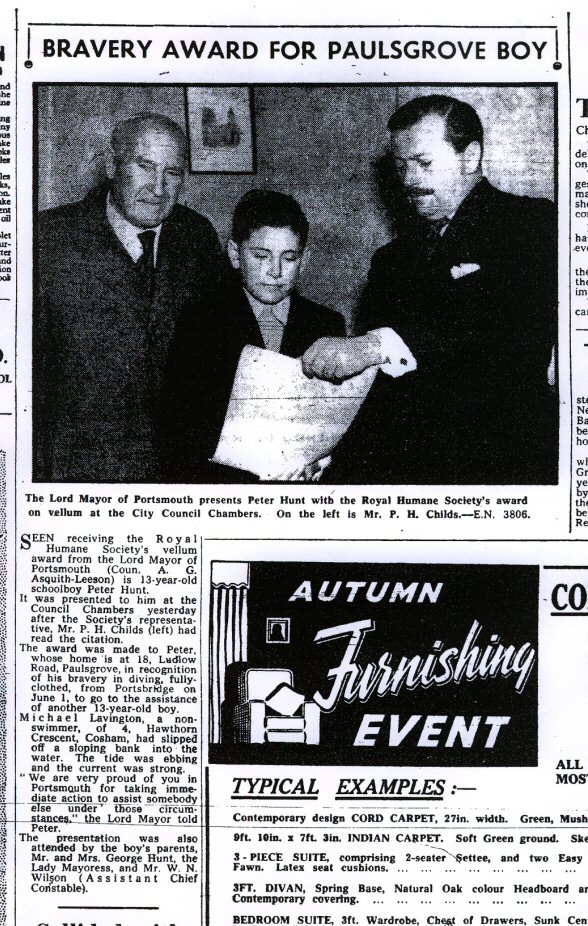 BRAVERY AWARD FOR PAULSGROVE BOY
The Lord Mayor of Portsmouth presents Peter Hunt with the Royal Humane Society's award
on vellum at the City Council Chambers. On the left is Mr. P. H. Childs.—E.N. 3806.
SEEN receiving the Royal
Humane Society's vellum
award from the Lord Mayor of
Portsmouth (Coun. A. G.
Asquith-Leeson) is 13-year-old
schoolboy Peter Hunt.
It was presented to him at the
Council Chambers yesterday
after the Society's representa-
tive, Mr. P. H. Childs (left) had
read the citation.
The award was made to Peter,
whose home is at 18, Ludlow
Road, Paulsgrove, in recognition
of his bravery in diving, fully-
clothed, from Portsbridge on
June 1, to go to the assistance
of another 13-year-old boy.
Michael Lavington, a non-
swimmer, of 4, Hawthorn
Crescent, Cosham, had slipped
off a sloping bank into the
water. The tide was ebbing
and the current was strong.
"We are very proud of you in
Portsmouth for taking imme-
diate action to assist somebody
else under those circum-
stances," the Lord Mayor told
Peter.
The presentation was also
attended by the boy's parents,
Mr. and Mrs. George Hunt, the
Lady Mayoress, and Mr. W. N.
Wilson (Assistant Chief
Constable).
AUTUMN
Furnishing
EVENT
TYPICAL EXAMPLES :—
Contemporary design CORD CARPET, 27in. width. Green, Mush
9ft. 10in. x 7ft. 3in. INDIAN CARPET. Soft Green ground. Ske
3-PIECE SUITE, comprising 2-seater Settee, and two Easy
Fawn. Latex seat cushions. ... ... ... ... ... ... ...
3FT. DIVAN, Spring Base, Natural Oak colour Headboard an
Contemporary covering. ... ... ... ... ... ... ... ...
BEDROOM SUITE, 3ft. Wardrobe, Chest of Drawers, Sunk Cen
CO
ALL
MOS